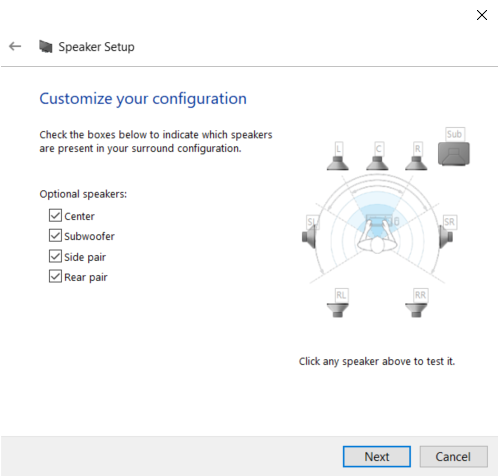 Speaker Setup
Customize your configuration
Check the boxes below to indicate which speakers
are present in your surround configuration.
Optional speakers:
Center
Subwoofer
Side pair
Rear pair
Sub
L
C
R
SL
SR
RL
RR
Click any speaker above to test it.
Next
Cancel